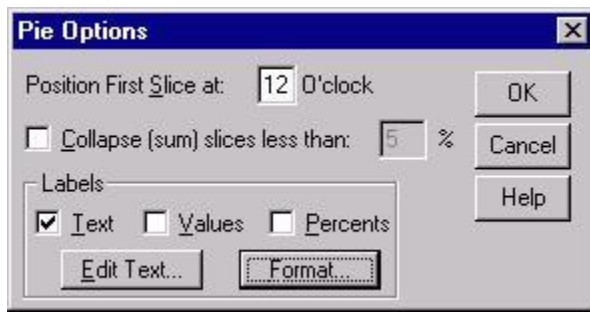 Pie Options
Position First Slice at: 12 O'clock
OK
Collapse (sum) slices less than: 5 %
Cancel
Labels
Help
Text Values Percents
Edit Text... Format...